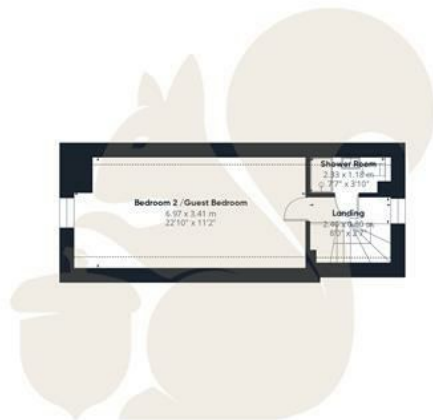 Shower Room
2.33 x 1.18 m
7'7" x 3'10"
Bedroom 2 /Guest Bedroom
6.97 x 3.41 m
22'10" x 11'2"
Landing